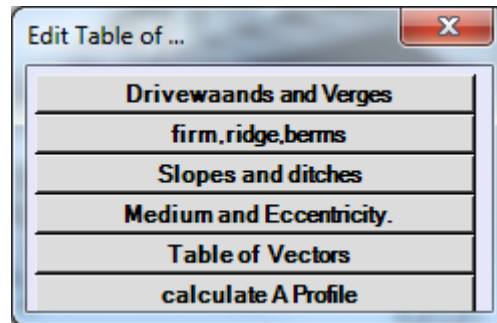 Edit Table of ...
Drivewaands and Verges
firm,ridge,berms
Slopes and ditches
Medium and Eccentricity.
Table of Vectors
calculate A Profile